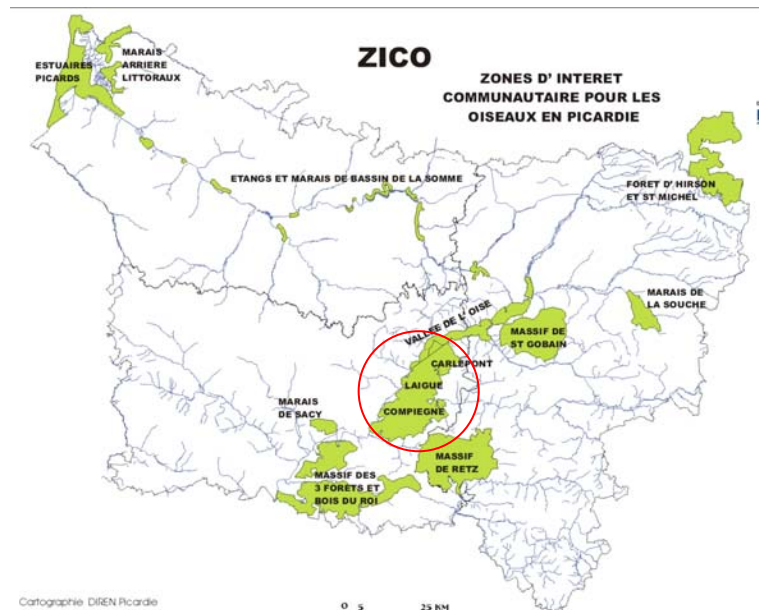 ZICO
ZONES D' INTERET
COMMUNAUTAIRE POUR LES
OISEAUX EN PICARDIE
ESTUAIRES
PICARDS
MARAIS
ARRIERE
LITTORAUX
ETANGS ET MARAIS DE BASSIN DE LA SOMME
FORET D' HIRSON
ET ST MICHEL
MARAIS DE
LA SOUCHE
VALLEE DE L' OISE
MASSIF DE
ST GOBAIN
CARLEPONT
LAIGUE
COMPIEGNE
MARAIS
DE SACY
MASSIF
DE RETZ
MASSIF DES
3 FORÊTS ET
BOIS DU ROI
Cartographie DIREN Picardie
0 5 25 KM